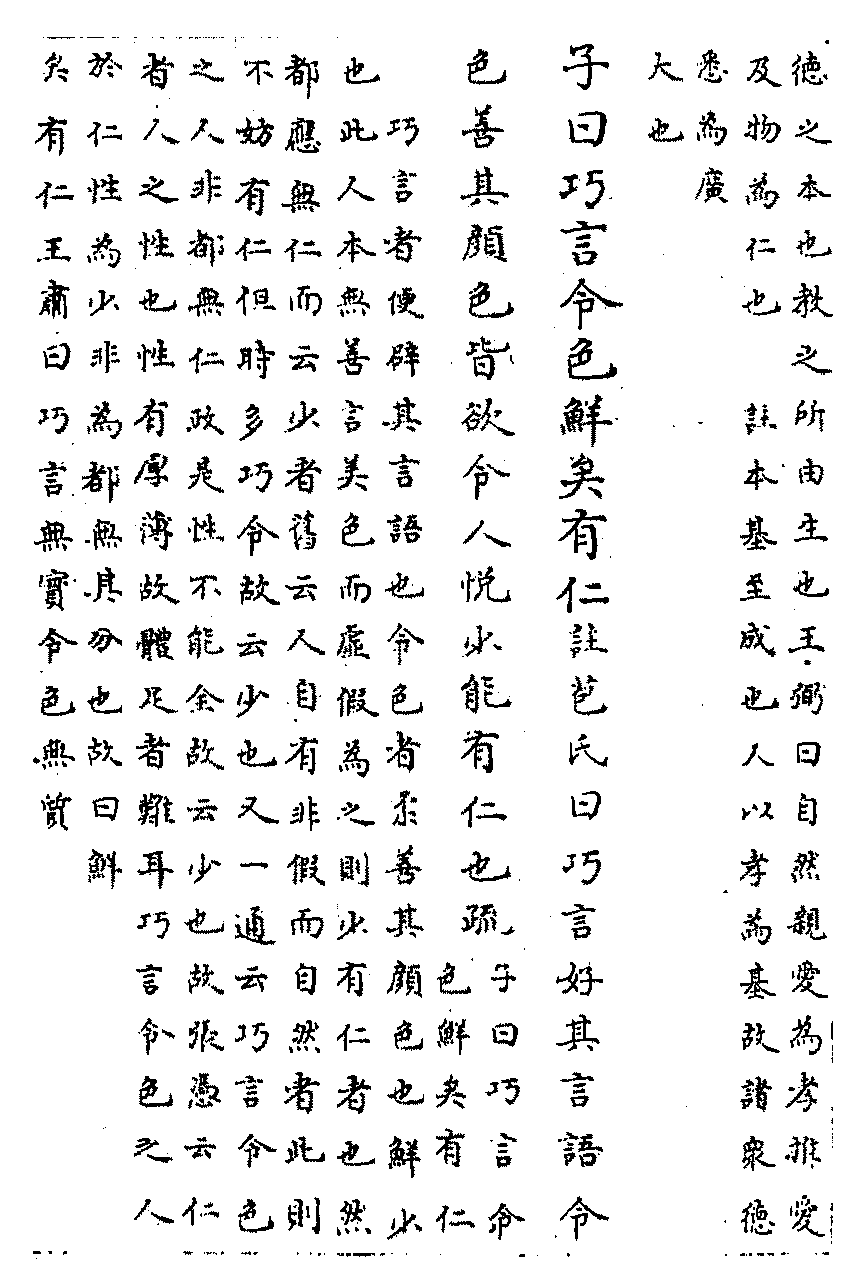 德之本也教之所由生也王弼曰自然親愛為孝推愛
及物為仁也　註本基至成也人以孝為基故諸衆德
悉為廣
大也
子曰巧言令色鮮矣有仁註苞氏曰巧言好其言語令
色善其顔色皆欲令人悦少能有仁也疏
子曰巧言令
色鮮矣有仁
巧言者便辟其言語也令色者柔善其顔色也鮮少
也此人本無善言美色而虛假為之則少有仁者也然
都應無仁而云少者舊云人自有非假而自然者此則
不妨有仁但時多巧令故云少也又一通云巧言令色
之人非都無仁政是性不能全故云少也故張憑云仁
者人之性也性有厚薄故體足者難耳巧言令色之人
於仁性為少非為都無其分也故曰鮮
矣有仁王肅曰巧言無實令色無質